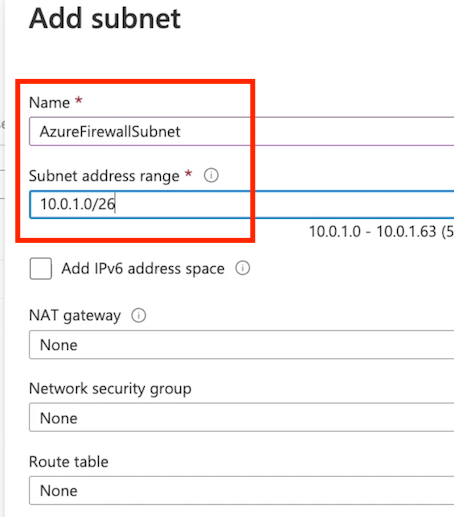 Add subnet
Name *
AzureFirewallSubnet
Subnet address range *
10.0.1.0/26
10.0.1.0 - 10.0.1.63 (5
Add IPv6 address space
NAT gateway
None
Network security group
None
Route table
None